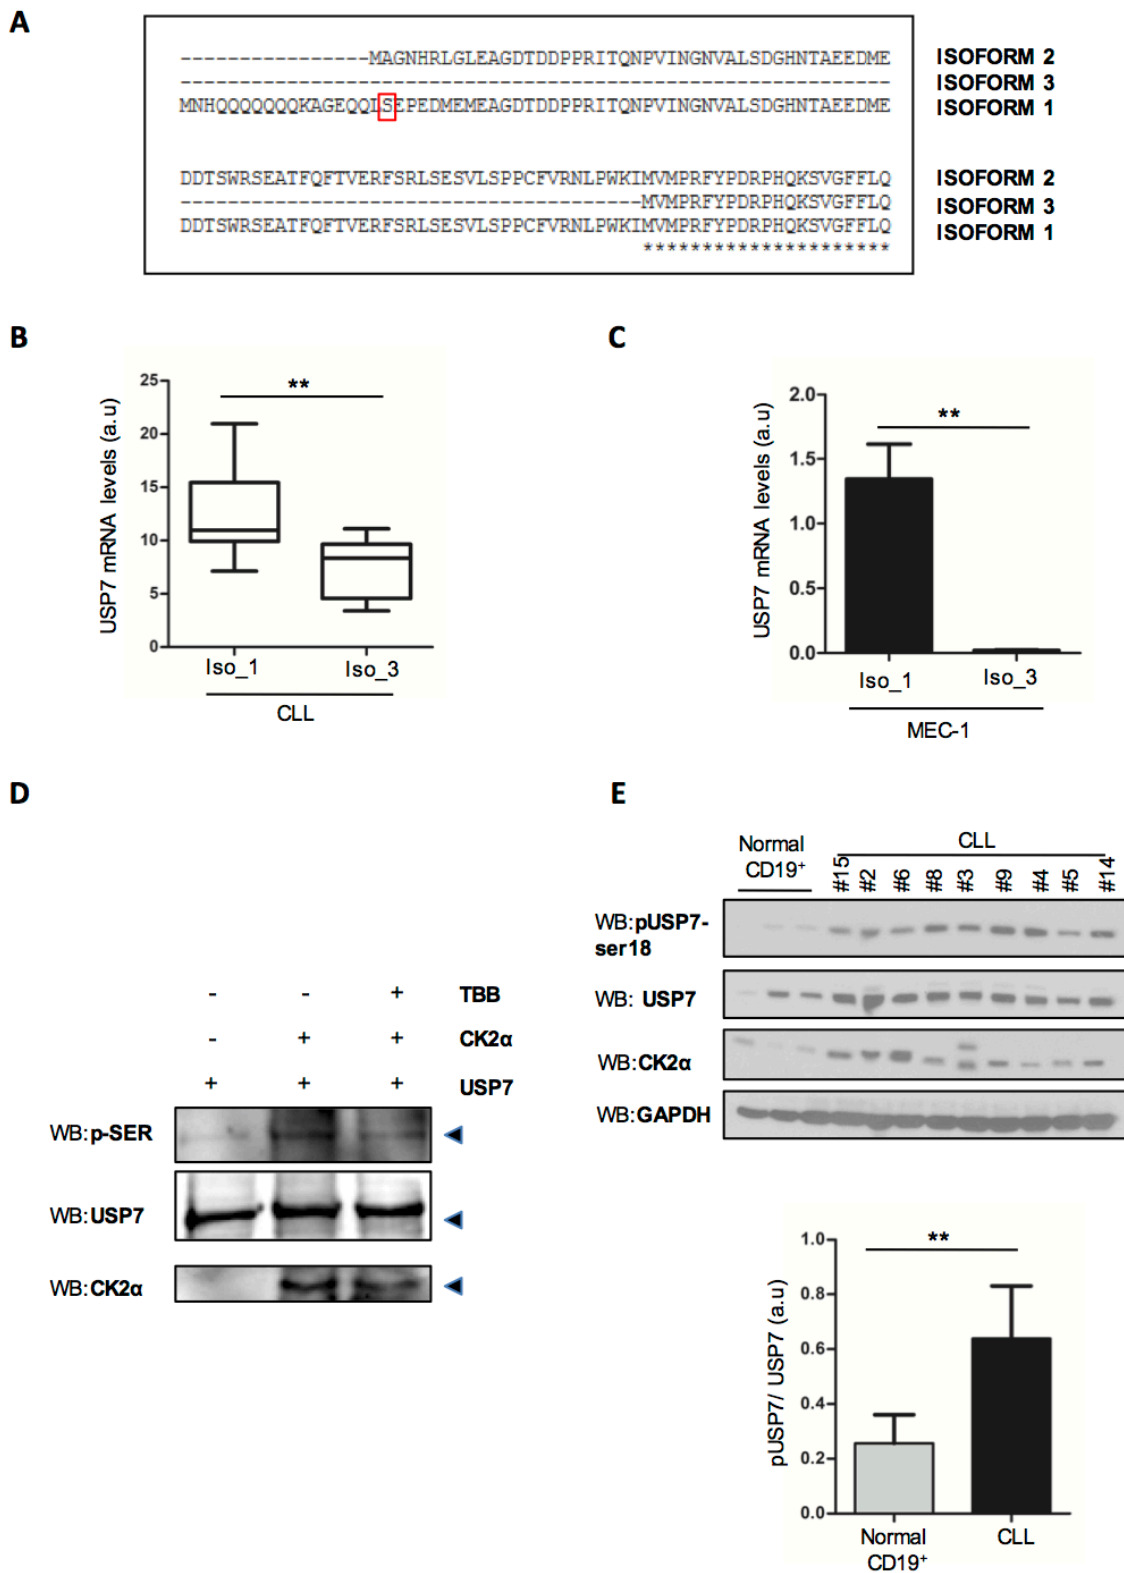 A
----------------MAGNHRLGLEAGDTDDPPRITQNPVINGNVALSDGHNTAEEDME ISOFORM 2
------------------------------------------------------------ ISOFORM 3
MNHQQQQQQQKAGEQQLSEPEDMEMEAGDTDDPPRITQNPVINGNVALSDGHNTAEEDME ISOFORM 1
DDTSWRSEATFQFTVERFSRLSESVLSPPCFVRNLPWKIMVMPRFYPDRPHQKSVGFFLQ ISOFORM 2
---------------------------------------MVMPRFYPDRPHQKSVGFFLQ ISOFORM 3
DDTSWRSEATFQFTVERFSRLSESVLSPPCFVRNLPWKIMVMPRFYPDRPHQKSVGFFLQ ISOFORM 1
*********************
B
USP7 mRNA levels (a.u)
25
20
15
10
5
0
**
Iso_1 Iso_3
CLL
C
USP7 mRNA levels (a.u)
2.0
1.5
1.0
0.5
0.0
**
Iso_1 Iso_3
MEC-1
D
- - + TBB
- + + CK2α
+ + + USP7
WB:p-SER
WB:USP7
WB:CK2α
E
Normal
CD19+
CLL
#15 #2 #6 #8 #3 #9 #4 #5 #14
WB:pUSP7-
ser18
WB: USP7
WB:CK2α
WB:GAPDH
pUSP7/ USP7 (a.u)
1.0
0.8
0.6
0.4
0.2
0.0
**
Normal
CD19+
CLL